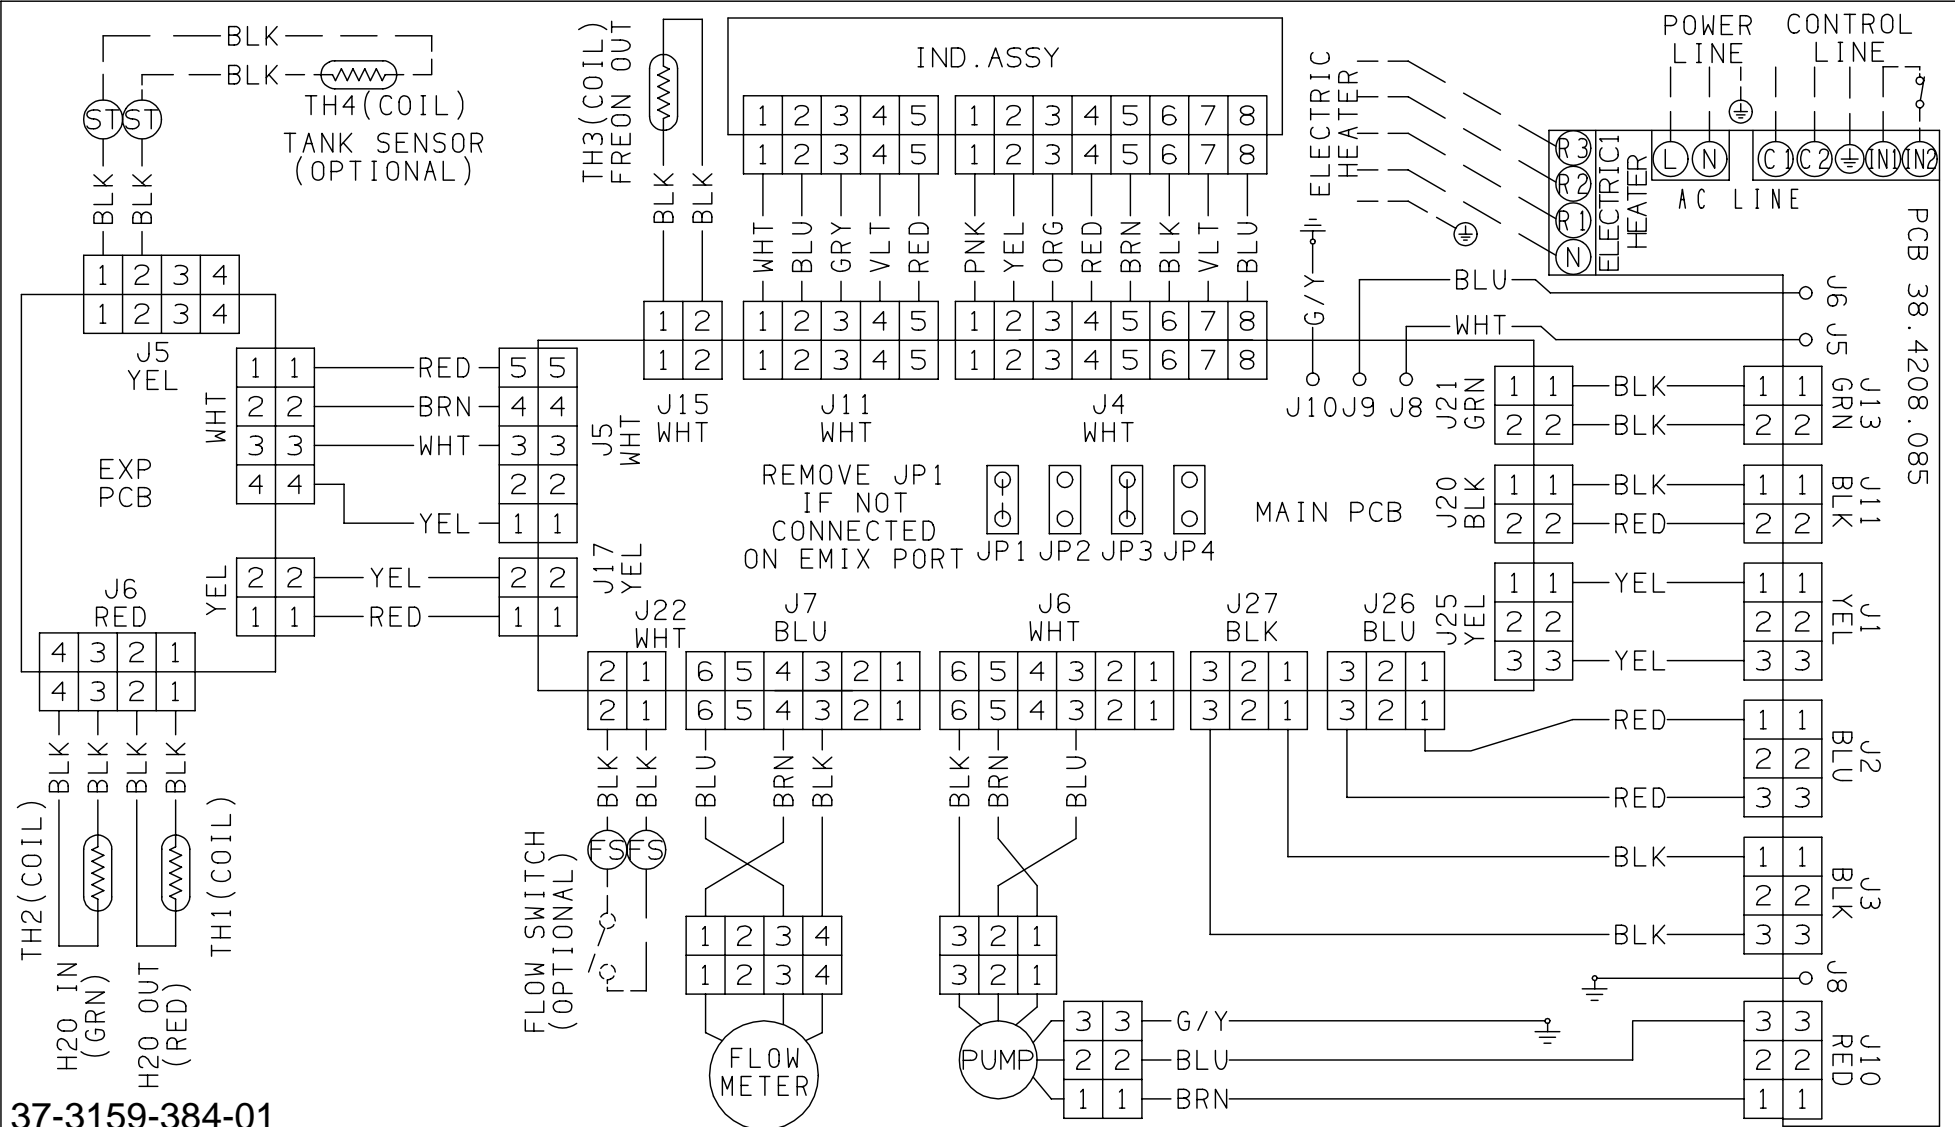 BLK
BLK
ST ST
TH4(COIL)
TANK SENSOR
(OPTIONAL)
BLK BLK
1 2 3 4
1 2 3 4
J5
YEL
TH3(COIL)
FREON OUT
BLK BLK
1 2
1 2
J15
WHT
IND.ASSY
1 2 3 4 5
1 2 3 4 5
WHT BLU GRY VLT RED
1 2 3 4 5
1 2 3 4 5
J11
WHT
1 2 3 4 5 6 7 8
1 2 3 4 5 6 7 8
PNK YEL ORG RED BRN BLK VLT BLU
1 2 3 4 5 6 7 8
1 2 3 4 5 6 7 8
J4
WHT
ELECTRIC
HEATER
POWER
LINE
CONTROL
LINE
R3
R2
R1
N
ELECTRIC1
HEATER
L N
C1 C2 IN1 IN2
AC LINE
PCB 38.4208.085
G/Y
BLU
J6
WHT
J5
J10 J9 J8
EXP
PCB
WHT
1 1 RED 5 5
2 2 BRN 4 4
3 3 WHT 3 3
4 4 2 2
YEL 1 1
J5
WHT
YEL
2 2 YEL 2 2
1 1 RED 1 1
J17
YEL
REMOVE JP1
IF NOT
CONNECTED
ON EMIX PORT
JP1 JP2 JP3 JP4
MAIN PCB
J21
GRN
1 1 BLK 1 1
2 2 BLK 2 2
J13
GRN
J20
BLK
1 1 BLK 1 1
2 2 RED 2 2
J11
BLK
J25
YEL
1 1 YEL 1 1
2 2 2 2
3 3 YEL 3 3
J1
YEL
J6
RED
4 3 2 1
4 3 2 1
BLK BLK BLK BLK
TH2(COIL)
TH1(COIL)
H20 IN
(GRN)
H20 OUT
(RED)
J22
WHT
2 1
2 1
BLK BLK
FS FS
FLOW SWITCH
(OPTIONAL)
J7
BLU
6 5 4 3 2 1
6 5 4 3 2 1
BLU BRN BLK
1 2 3 4
1 2 3 4
FLOW
METER
J6
WHT
6 5 4 3 2 1
6 5 4 3 2 1
BLK BRN BLU
3 2 1
3 2 1
PUMP
J27
BLK
3 2 1
3 2 1
J26
BLU
3 2 1
3 2 1
RED 1 1
2 2
RED 3 3
J2
BLU
BLK 1 1
2 2
BLK 3 3
J3
BLK
J8
3 3 G/Y 3 3
2 2 BLU 2 2
1 1 BRN 1 1
J10
RED
37-3159-384-01